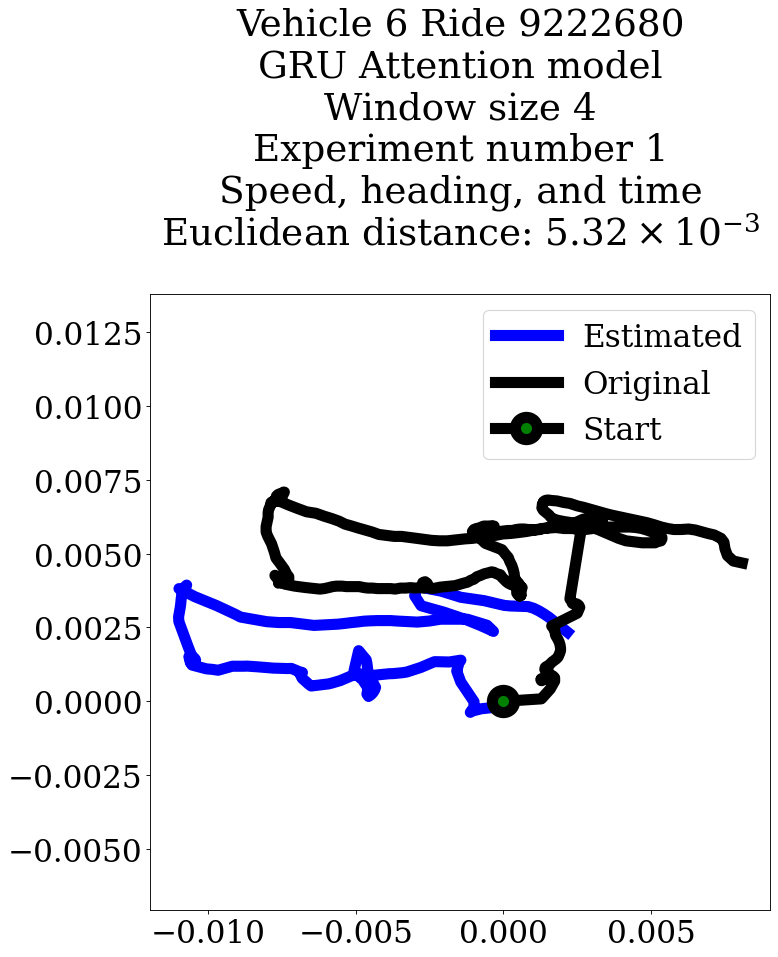 Vehicle 6 Ride 9222680
GRU Attention model
Window size 4
Experiment number 1
Speed, heading, and time
Euclidean distance: 5.32 × 10⁻³
Estimated
Original
Start
0.0125
0.0100
0.0075
0.0050
0.0025
0.0000
−0.0025
−0.0050
−0.010 −0.005 0.000 0.005